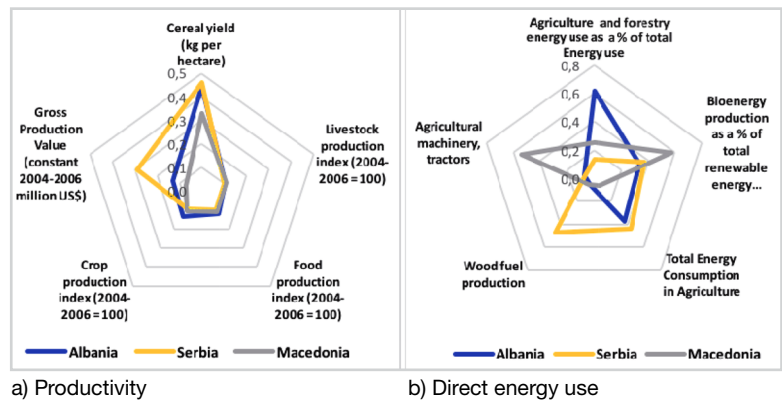 Cereal yield
(kg per
hectare)
0,5
0,4
0,3
0,2
0,1
0,0
Livestock
production
index (2004-
2006 = 100)
Food
production
index (2004-
2006 = 100)
Crop
production
index (2004-
2006 = 100)
Gross
Production
Value
(constant
2004-2006
million US$)
Albania
Serbia
Macedonia
a) Productivity
Agriculture and forestry
energy use as a % of total
Energy use
0,8
0,6
0,4
0,2
0,0
Bioenergy
production
as a % of
total
renewable
energy...
Total Energy
Consumption
in Agriculture
Wood fuel
production
Agricultural
machinery,
tractors
Albania
Serbia
Macedonia
b) Direct energy use